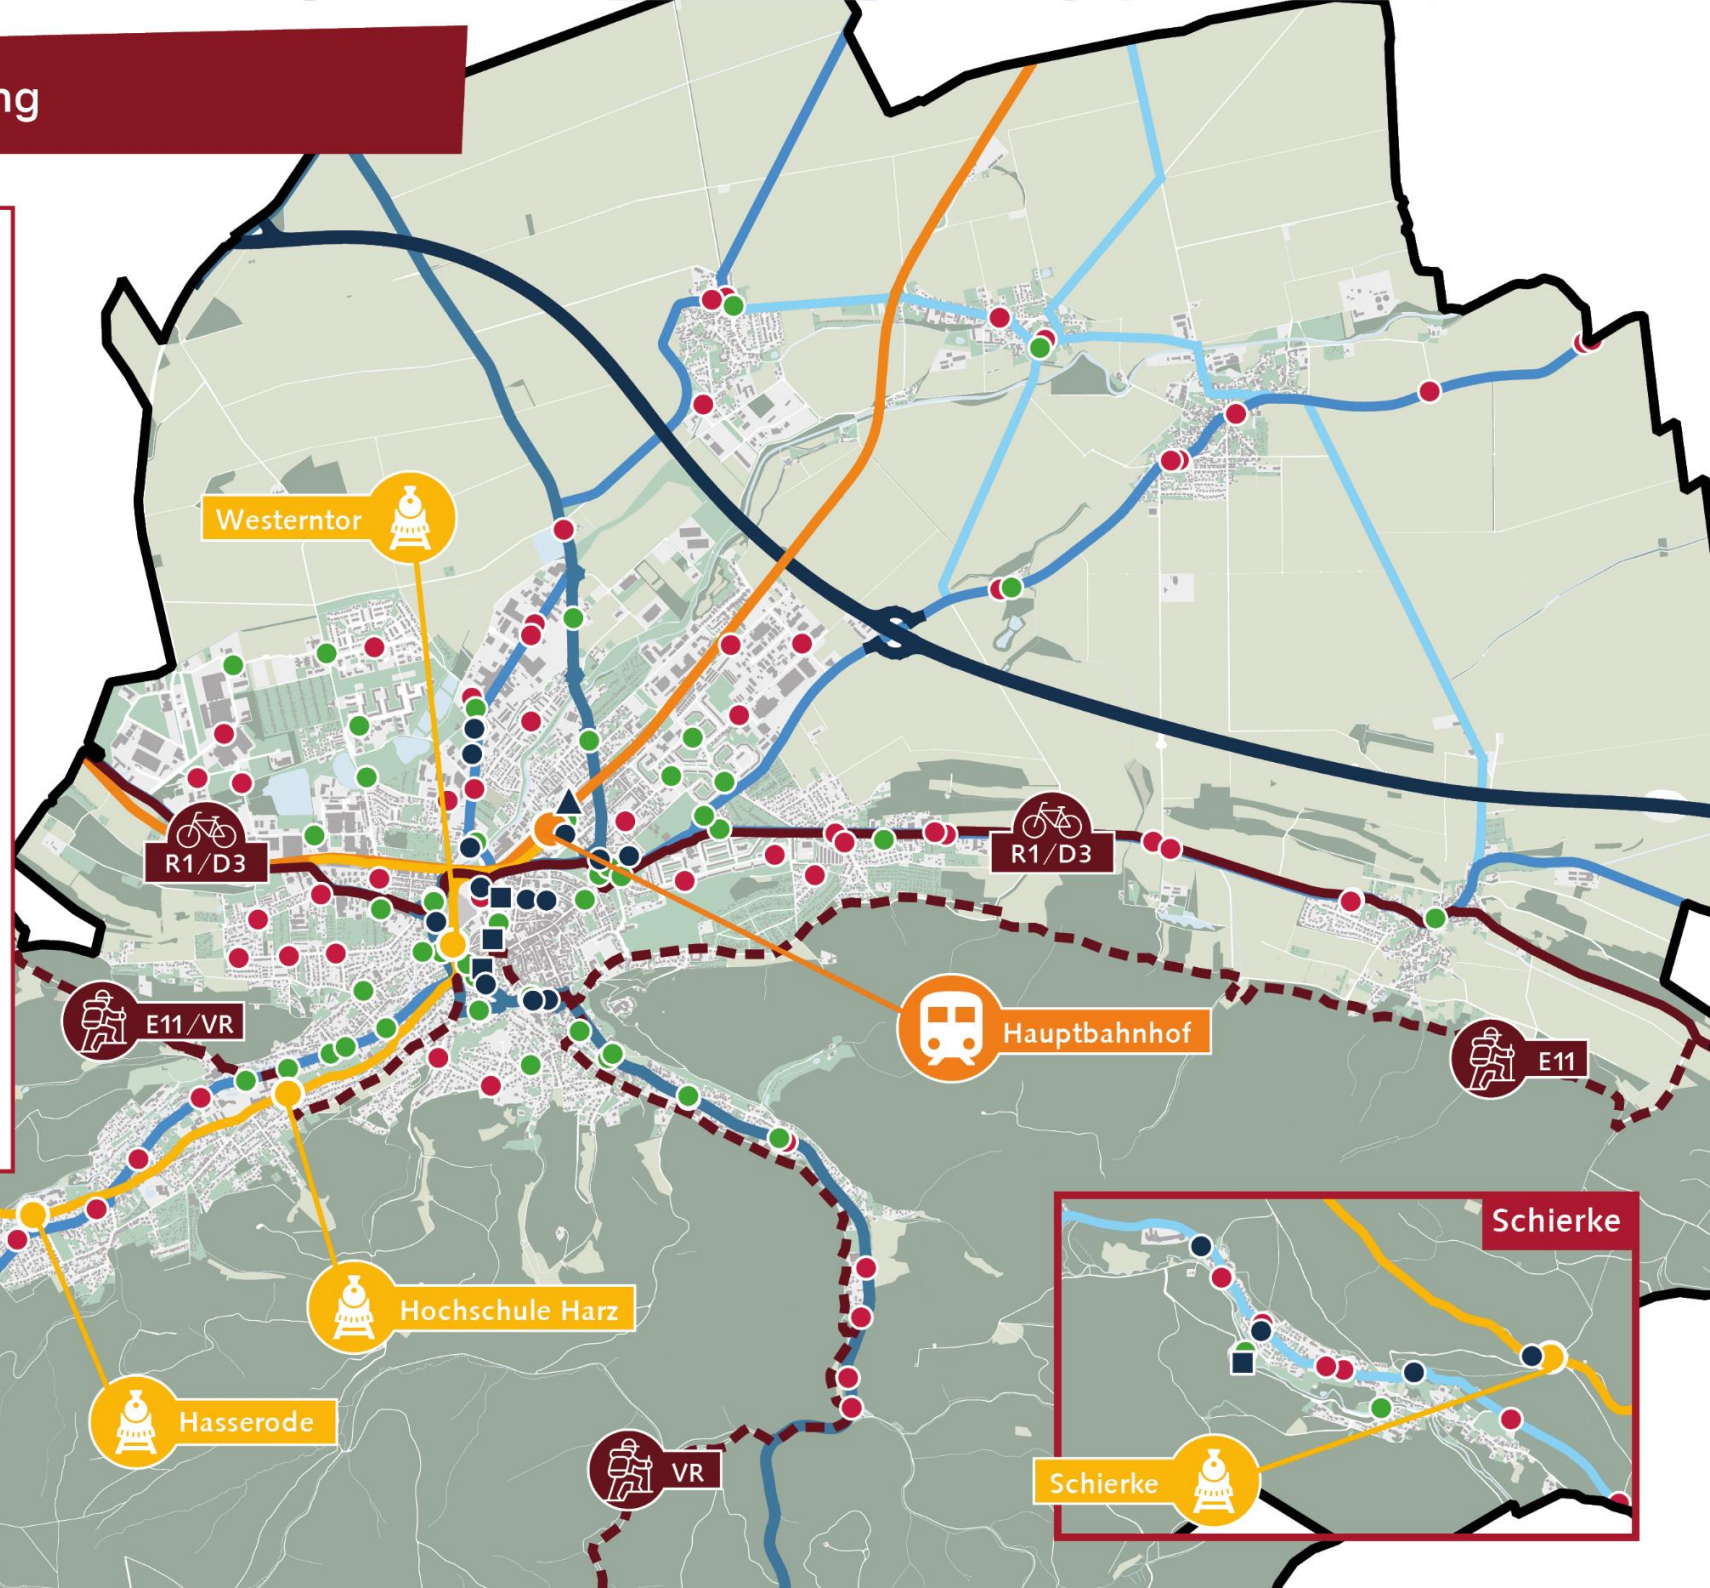 ng
Westerntor
R1/D3
R1/D3
E11/VR
Hauptbahnhof
E11
Schierke
Hochschule Harz
Hasserode
VR
Schierke